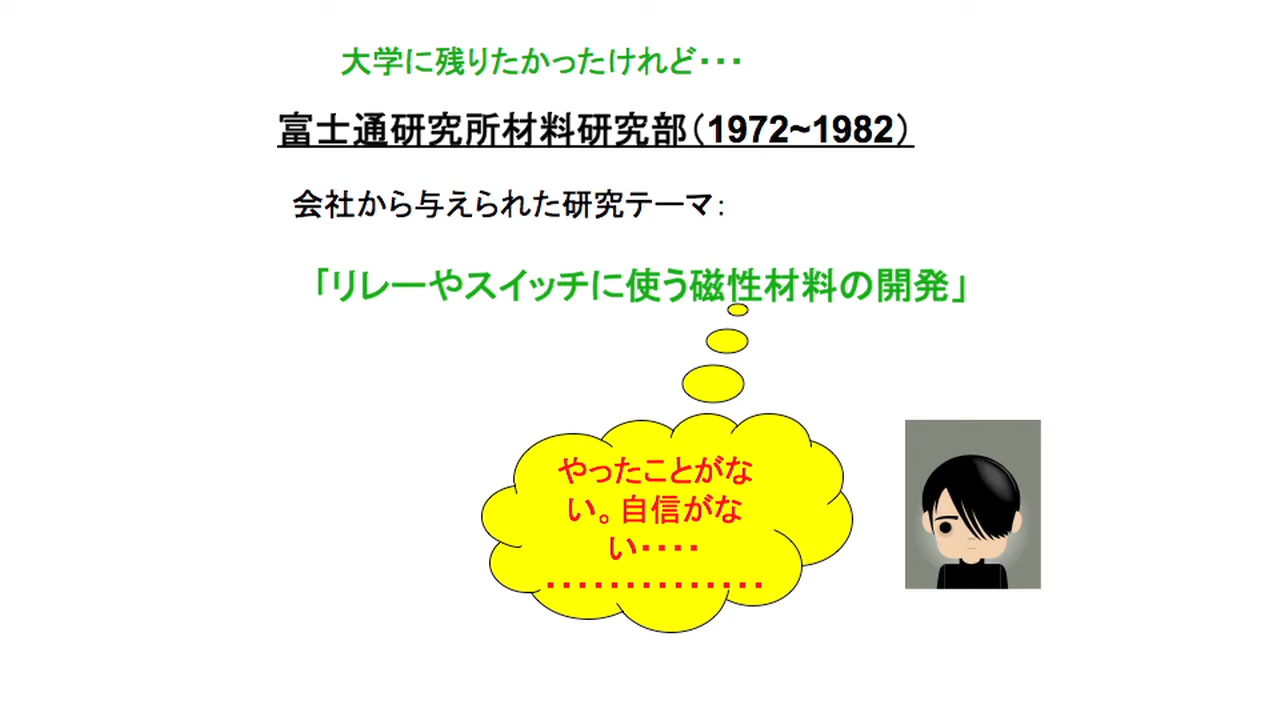 大学に残りたかったけれど・・・
富士通研究所材料研究部（1972~1982）
会社から与えられた研究テーマ：
「リレーやスイッチに使う磁性材料の開発」
やったことがな
い。自信がな
い・・・・
・・・・・・・・・・・・・・